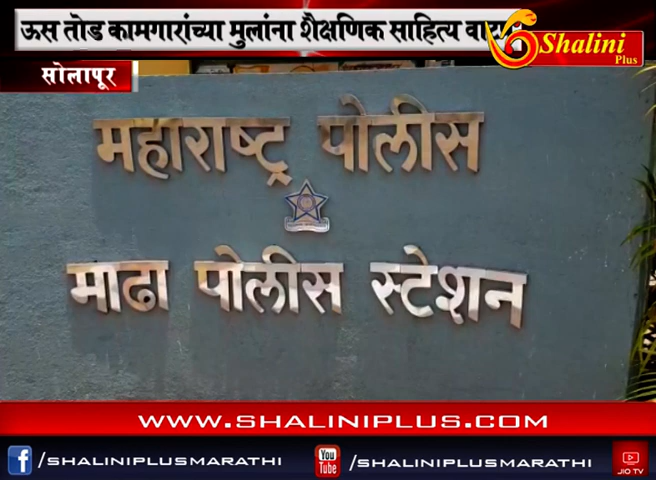 ऊस तोड कामगारांच्या मुलांना शैक्षणिक साहित्य
Shalini
Plus
सोलापूर
महाराष्ट्र पोलीस
माढा पोलीस स्टेशन
WWW.SHALINIPLUS.COM
f /SHALINIPLUSMARATHI You Tube /SHALINIPLUSMARATHI JIO TV